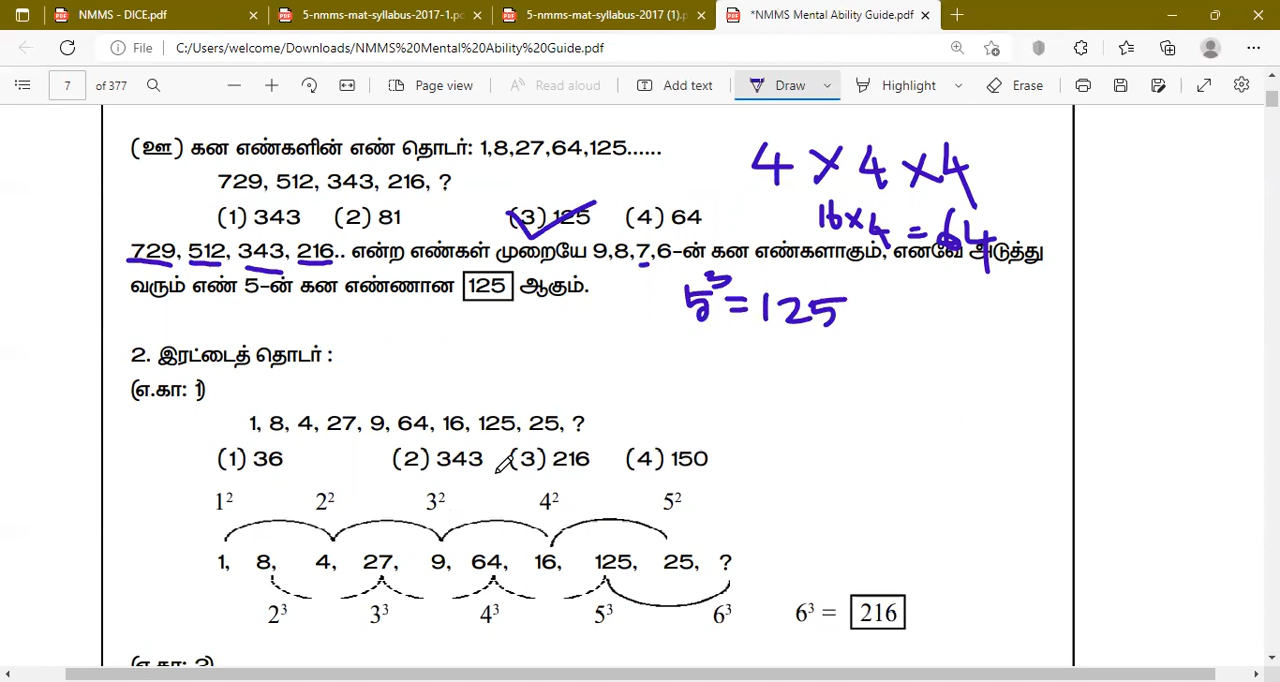 NMMS - DICE.pdf
5-nmms-mat-syllabus-2017-1.p
5-nmms-mat-syllabus-2017 (1).pd
*NMMS Mental Ability Guide.pdf
File
C:/Users/welcome/Downloads/NMMS%20Mental%20Ability%20Guide.pdf
7 of 377
Page view
Read aloud
Add text
Draw
Highlight
Erase
(ஊ) கன எண்களின் எண் தொடர்: 1,8,27,64,125......
4 × 4 × 4
729, 512, 343, 216, ?
(1) 343 (2) 81 (3) 125 (4) 64
16×4 = 64
729, 512, 343, 216.. என்ற எண்கள் முறையே 9,8,7,6-ன் கன எண்களாகும், எனவே அடுத்து
வரும் எண் 5-ன் கன எண்ணான 125 ஆகும்.
5³ = 125
2. இரட்டைத் தொடர் :
(எ.கா: 1)
1, 8, 4, 27, 9, 64, 16, 125, 25, ?
(1) 36 (2) 343 (3) 216 (4) 150
1² 2² 3² 4² 5²
1, 8, 4, 27, 9, 64, 16, 125, 25, ?
2³ 3³ 4³ 5³ 6³ 6³ = 216
(எ.கா: 2)